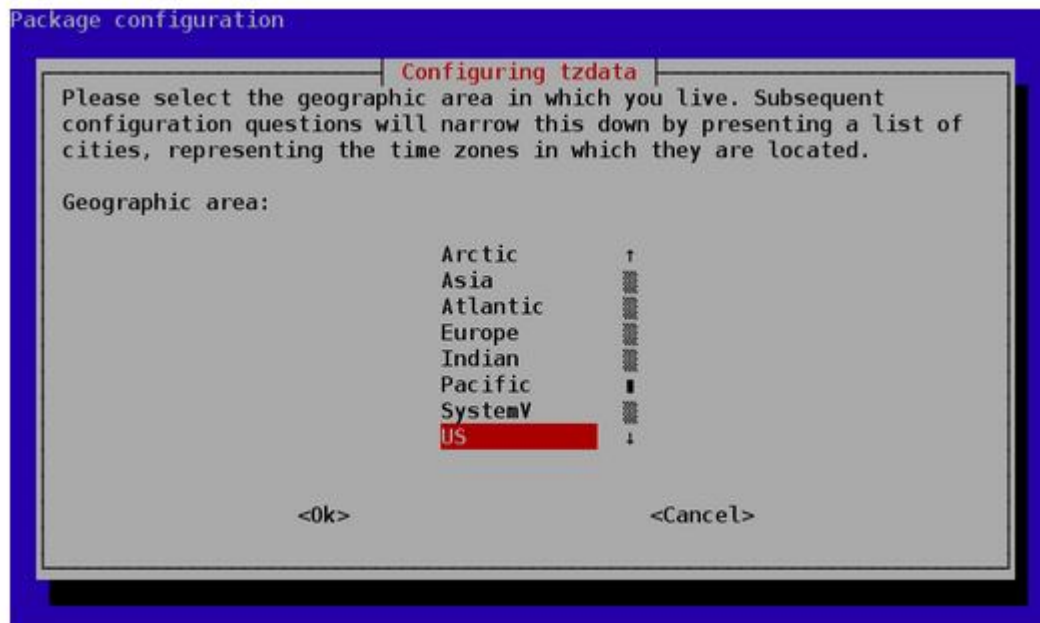 Package configuration
Configuring tzdata
Please select the geographic area in which you live. Subsequent
configuration questions will narrow this down by presenting a list of
cities, representing the time zones in which they are located.
Geographic area:
Arctic
Asia
Atlantic
Europe
Indian
Pacific
SystemV
US
<Ok> <Cancel>